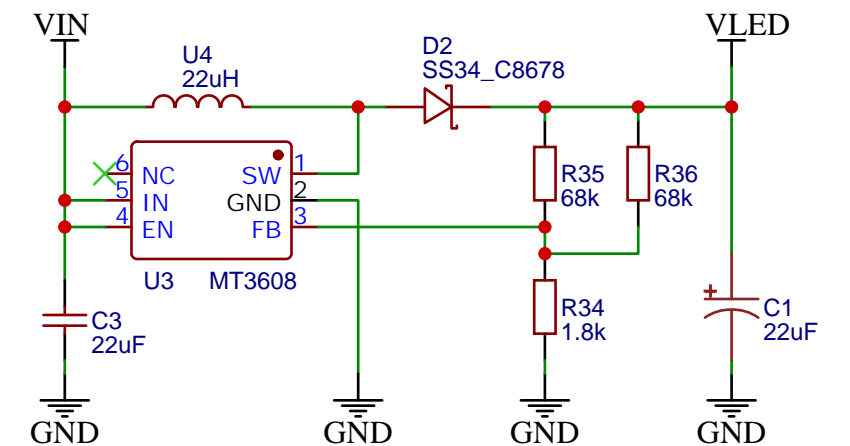 VIN
VLED
U4
22uH
D2
SS34_C8678
6
NC
SW
1
5
IN
GND
2
4
EN
FB
3
U3
MT3608
R35
68k
R36
68k
C3
22uF
R34
1.8k
+
C1
22uF
GND
GND
GND
GND